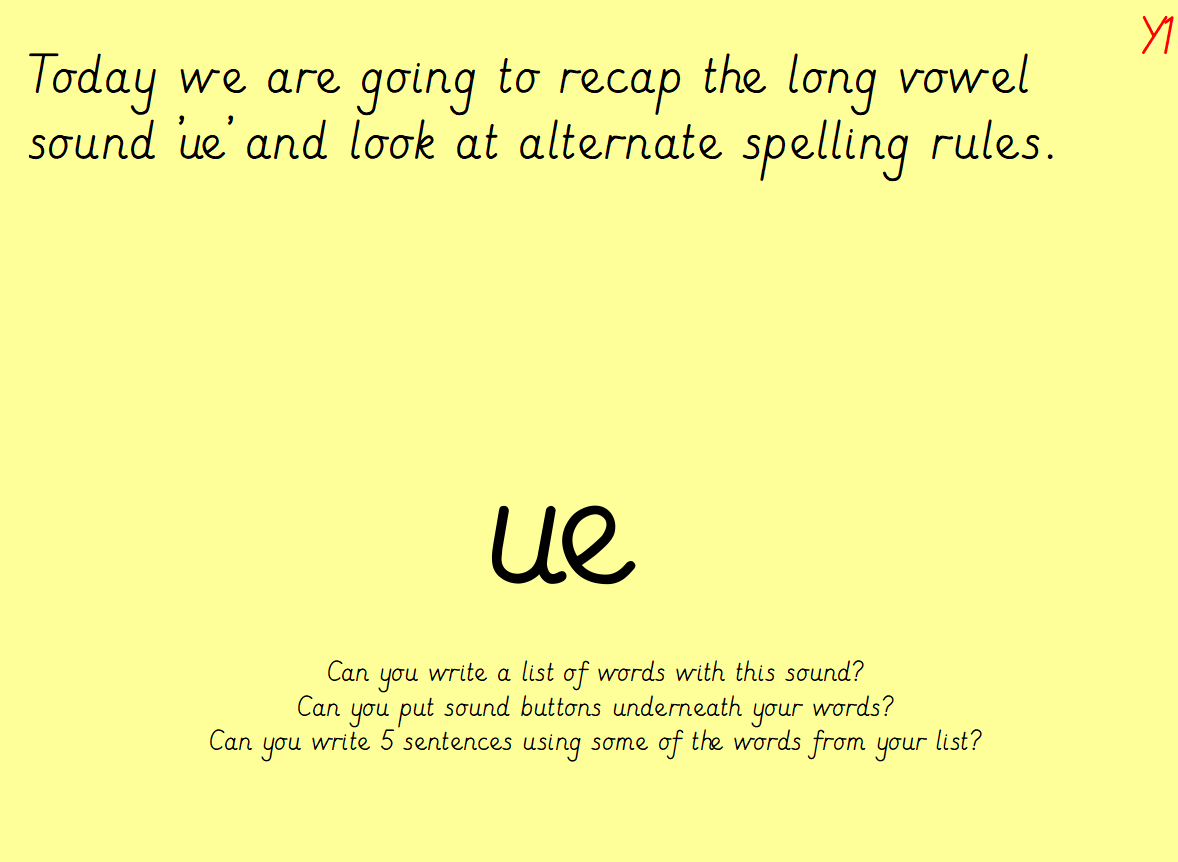 Y1
Today we are going to recap the long vowel
sound 'ue' and look at alternate spelling rules.
ue
Can you write a list of words with this sound?
Can you put sound buttons underneath your words?
Can you write 5 sentences using some of the words from your list?